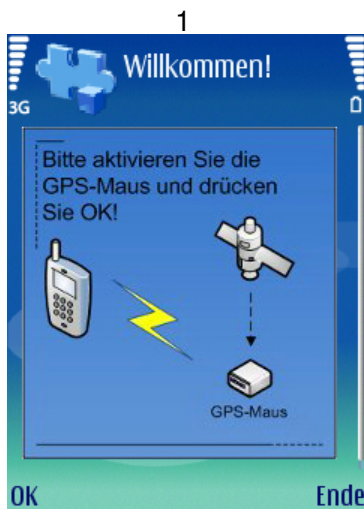 1
Willkommen!
3G
Bitte aktivieren Sie die
GPS-Maus und drücken
Sie OK!
GPS-Maus
OK Ende